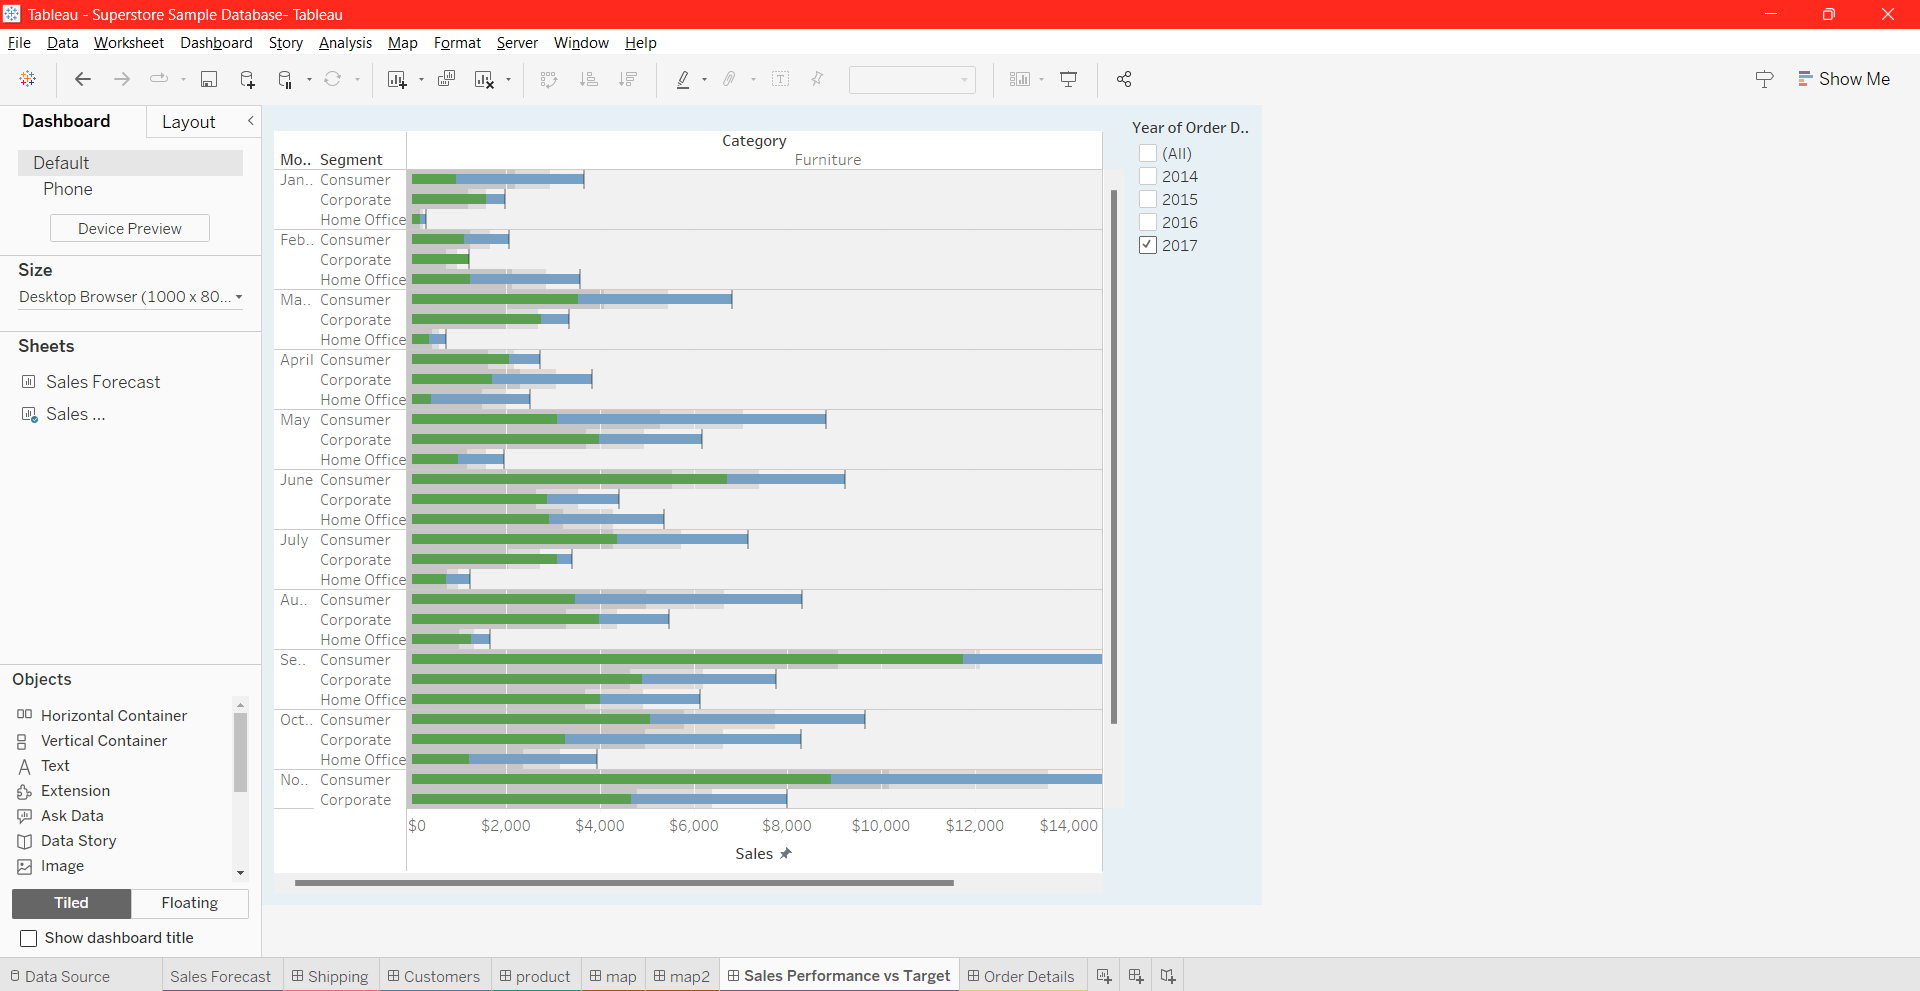 Tableau - Superstore Sample Database- Tableau
File Data Worksheet Dashboard Story Analysis Map Format Server Window Help
Show Me
Dashboard Layout
Default
Phone
Device Preview
Size
Desktop Browser (1000 x 80...
Sheets
Sales Forecast
Sales ...
Objects
Horizontal Container
Vertical Container
Text
Extension
Ask Data
Data Story
Image
Tiled Floating
Show dashboard title
Category
Mo.. Segment Furniture
Jan.. Consumer
Corporate
Home Office
Feb.. Consumer
Corporate
Home Office
Ma.. Consumer
Corporate
Home Office
April Consumer
Corporate
Home Office
May Consumer
Corporate
Home Office
June Consumer
Corporate
Home Office
July Consumer
Corporate
Home Office
Au.. Consumer
Corporate
Home Office
Se.. Consumer
Corporate
Home Office
Oct.. Consumer
Corporate
Home Office
No.. Consumer
Corporate
$0 $2,000 $4,000 $6,000 $8,000 $10,000 $12,000 $14,000
Sales
Year of Order D..
(All)
2014
2015
2016
2017
Data Source Sales Forecast Shipping Customers product map map2 Sales Performance vs Target Order Details